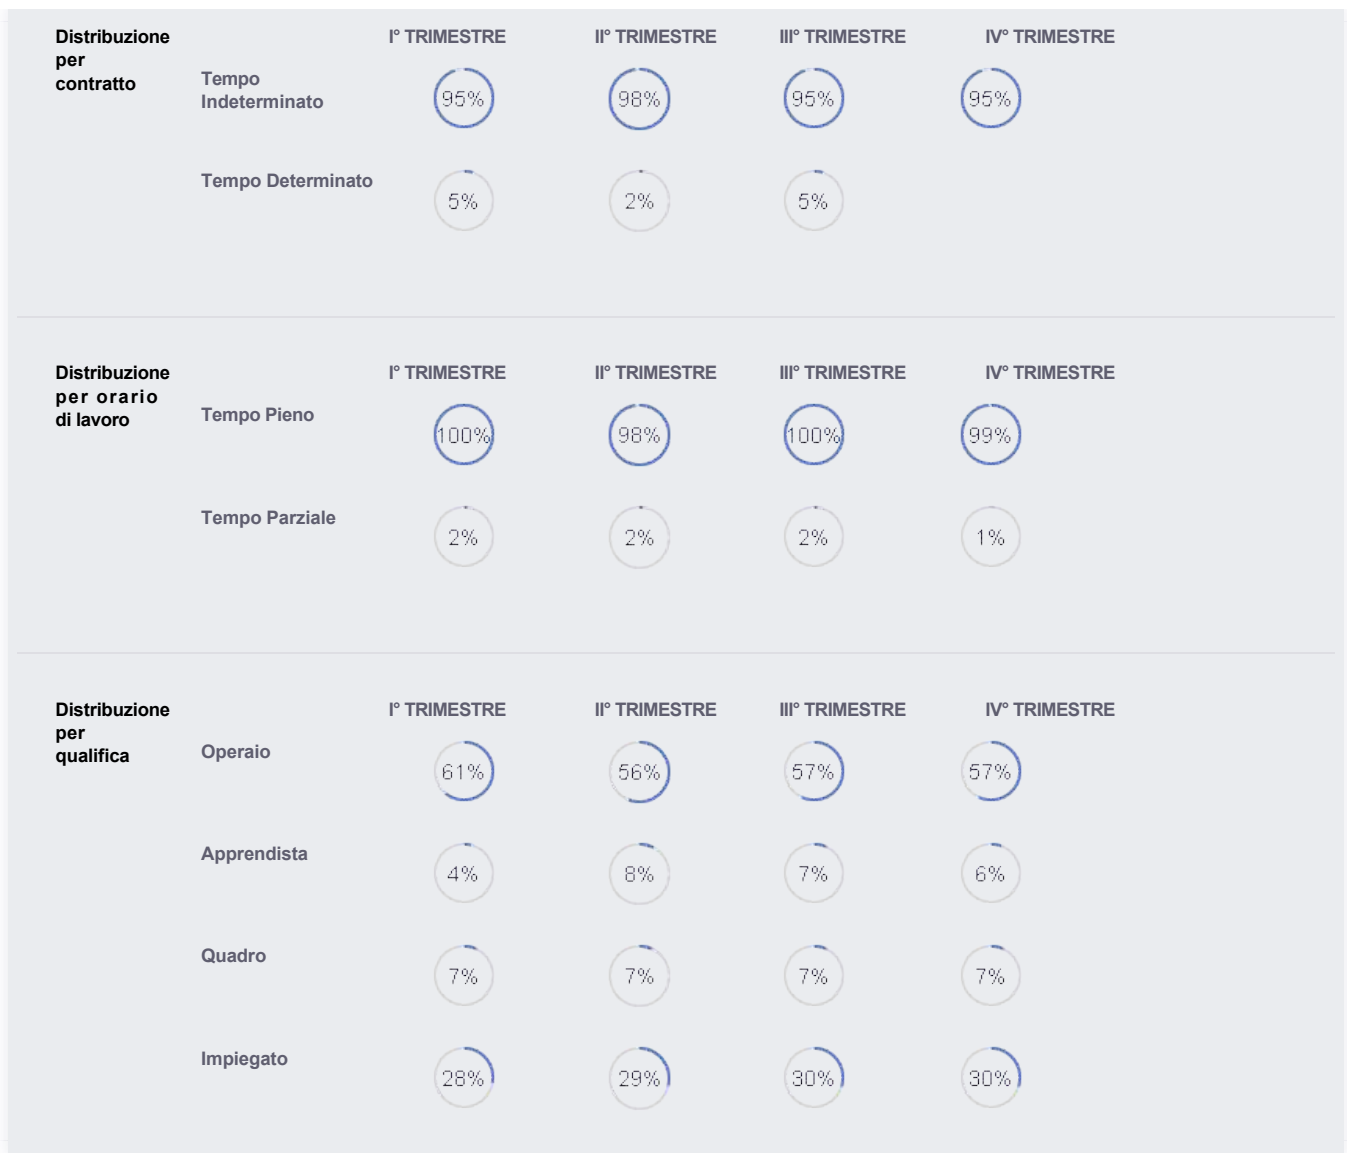 Distribuzione
per
contratto
I° TRIMESTRE II° TRIMESTRE III° TRIMESTRE IV° TRIMESTRE
Tempo
Indeterminato
95% 98% 95% 95%
Tempo Determinato
5% 2% 5%
Distribuzione
per orario
di lavoro
I° TRIMESTRE II° TRIMESTRE III° TRIMESTRE IV° TRIMESTRE
Tempo Pieno
100% 98% 100% 99%
Tempo Parziale
2% 2% 2% 1%
Distribuzione
per
qualifica
I° TRIMESTRE II° TRIMESTRE III° TRIMESTRE IV° TRIMESTRE
Operaio
61% 56% 57% 57%
Apprendista
4% 8% 7% 6%
Quadro
7% 7% 7% 7%
Impiegato
28% 29% 30% 30%